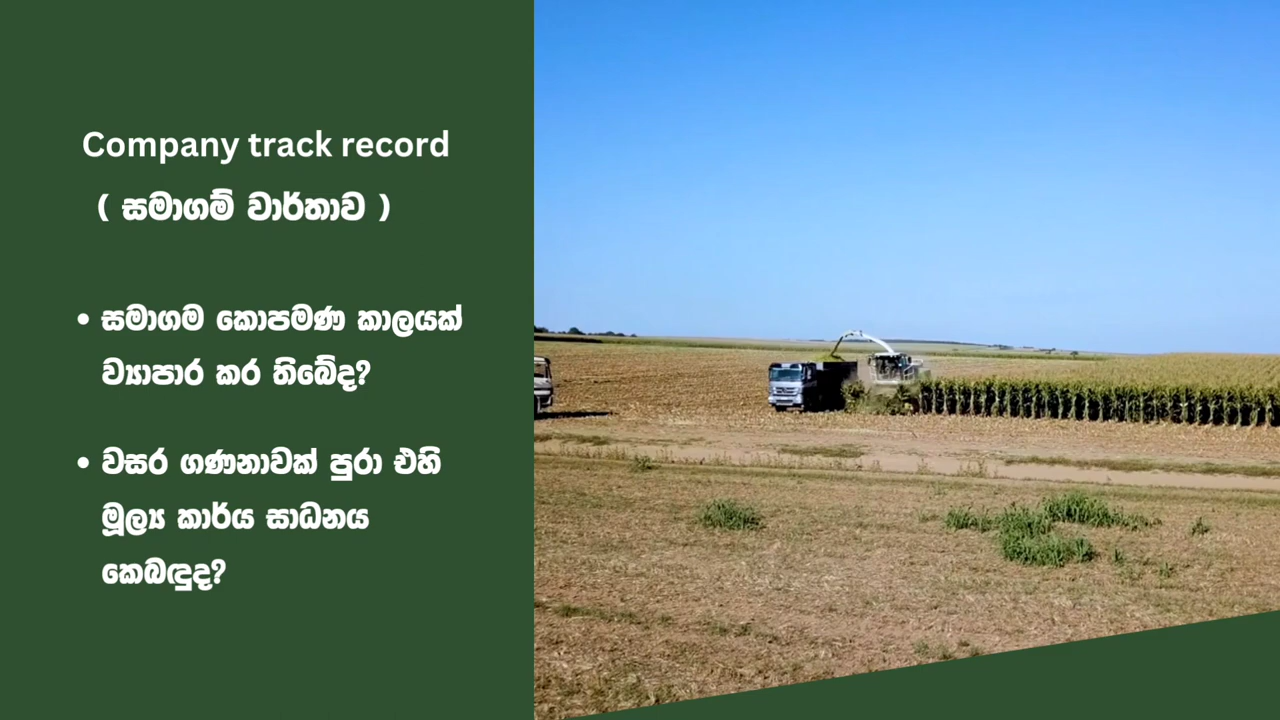 Company track record
( සමාගම් වාර්තාව )
• සමාගම කොපමණ කාලයක්
ව්‍යාපාර කර තිබේද?
• වසර ගණනාවක් පුරා එහි
මූල්‍ය කාර්ය සාධනය
කෙබඳුද?